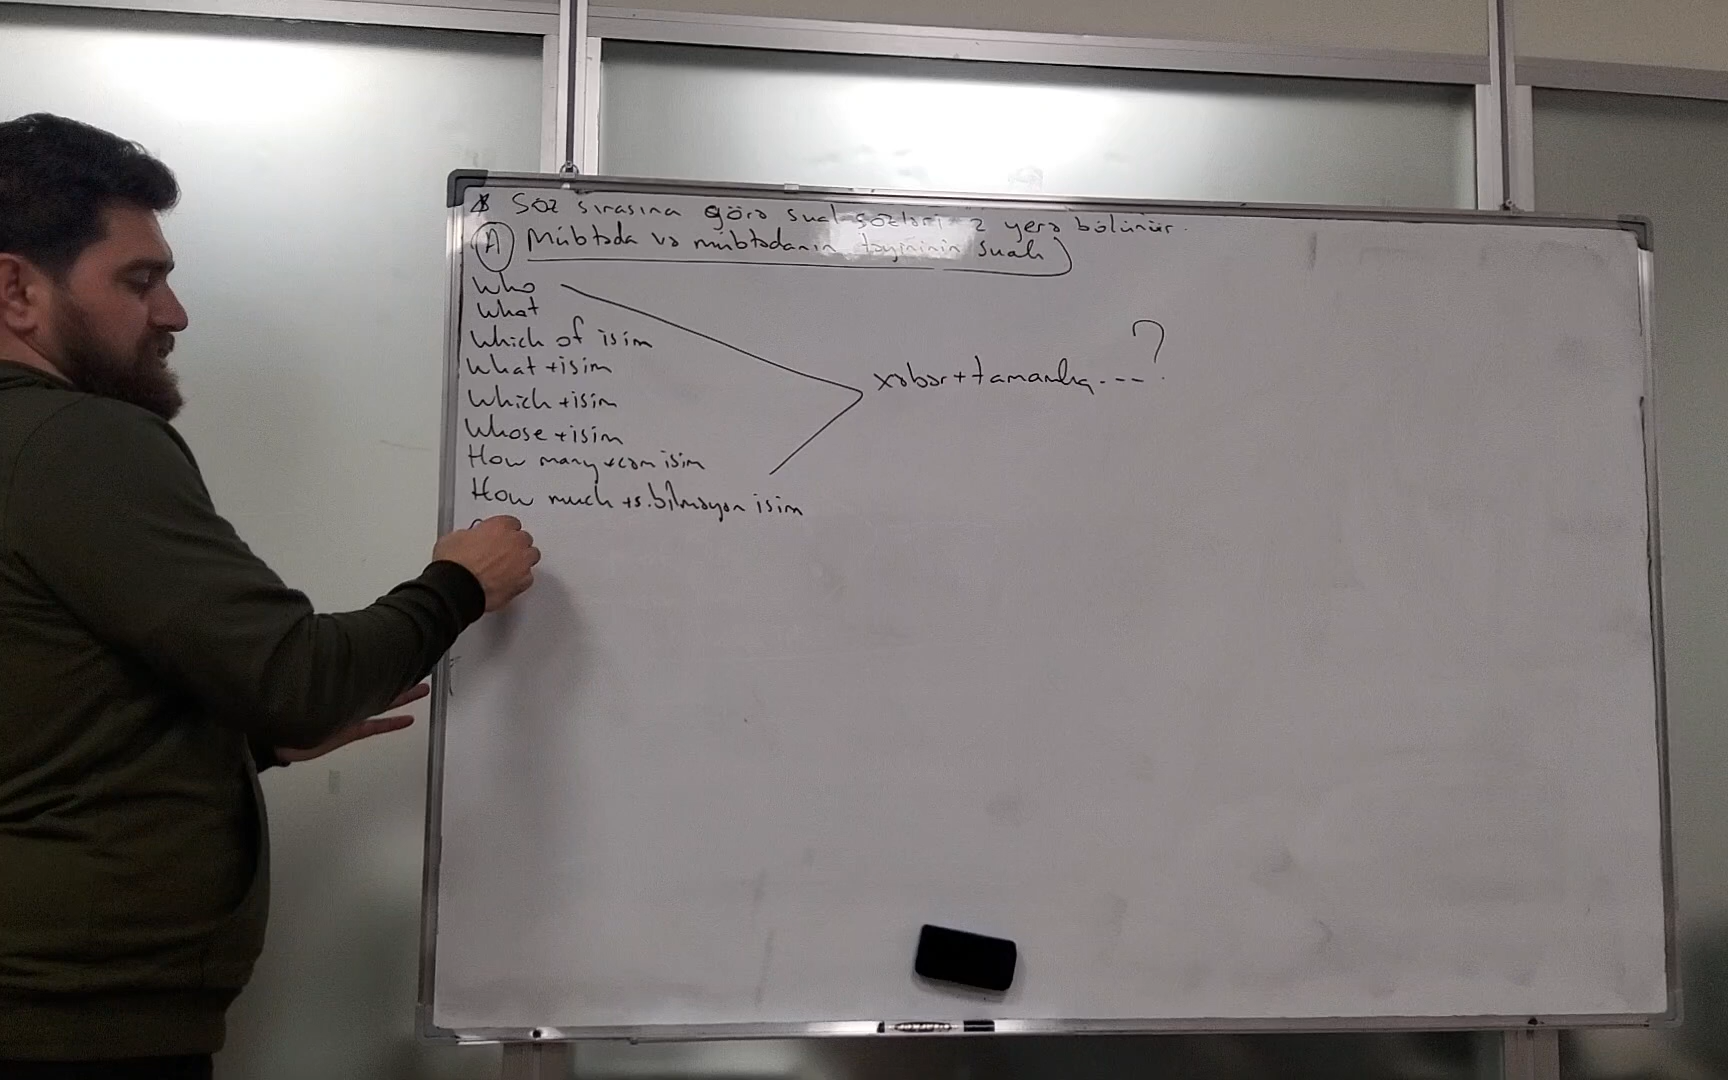 Söz sırasına görə sual sözləri 2 yerə bölünür.
A Mübtəda və mübtədanın təyininin sualı
Who
What
Which of isim
What + isim
Which + isim
Whose + isim
How many + cəm isim
How much + s. bilməyən isim
xəbər + tamamlıq - - - ?